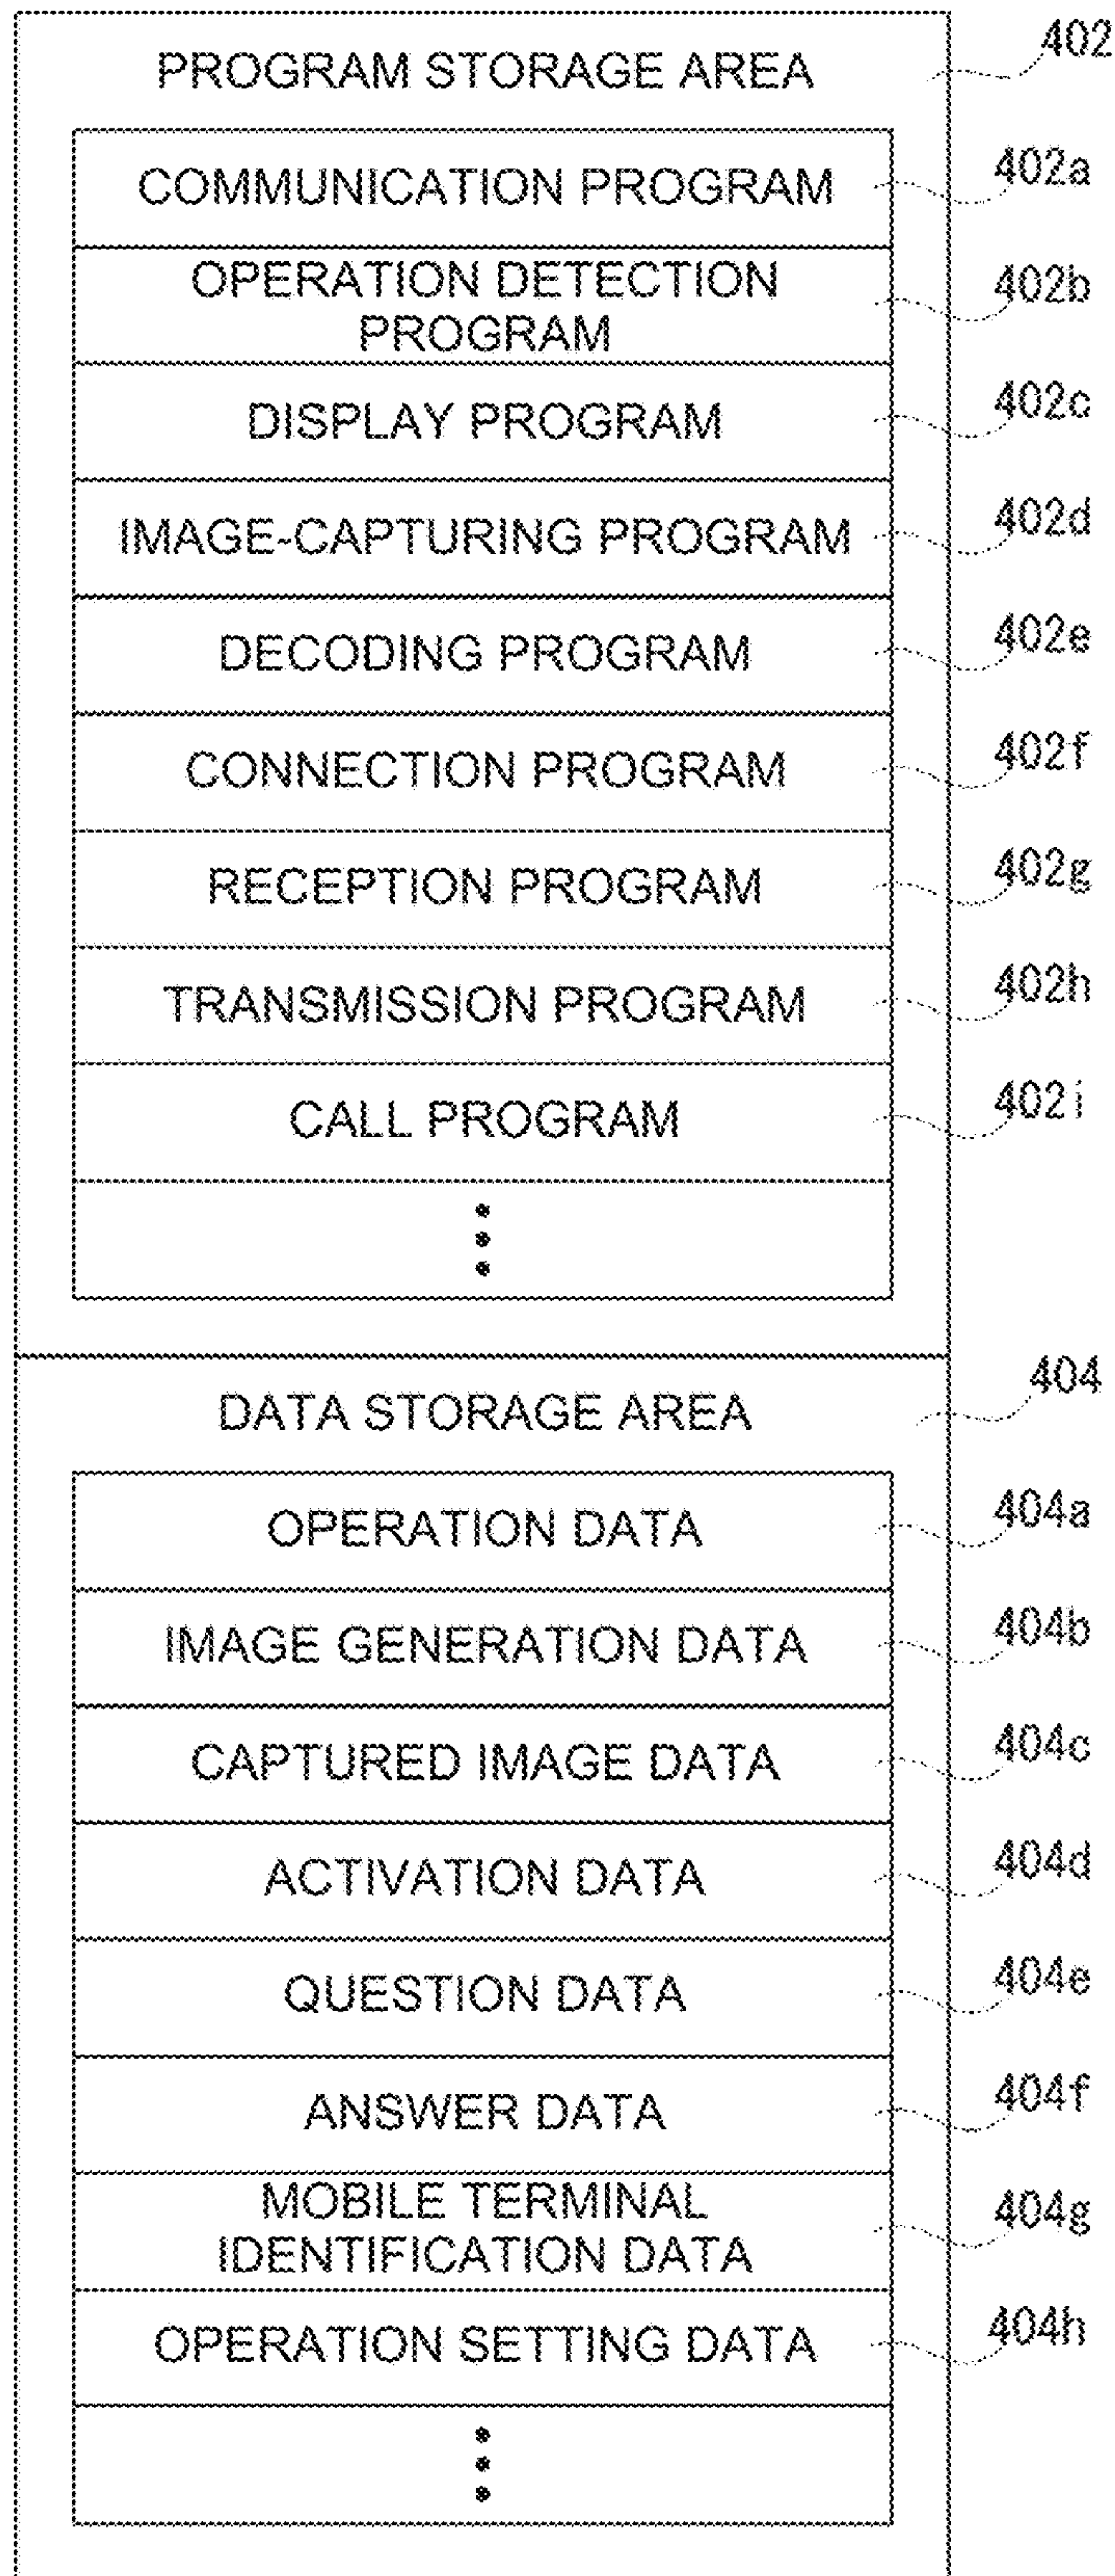 PROGRAM STORAGE AREA 402
COMMUNICATION PROGRAM 402a
OPERATION DETECTION
PROGRAM 402b
DISPLAY PROGRAM 402c
IMAGE-CAPTURING PROGRAM 402d
DECODING PROGRAM 402e
CONNECTION PROGRAM 402f
RECEPTION PROGRAM 402g
TRANSMISSION PROGRAM 402h
CALL PROGRAM 402i
DATA STORAGE AREA 404
OPERATION DATA 404a
IMAGE GENERATION DATA 404b
CAPTURED IMAGE DATA 404c
ACTIVATION DATA 404d
QUESTION DATA 404e
ANSWER DATA 404f
MOBILE TERMINAL
IDENTIFICATION DATA 404g
OPERATION SETTING DATA 404h